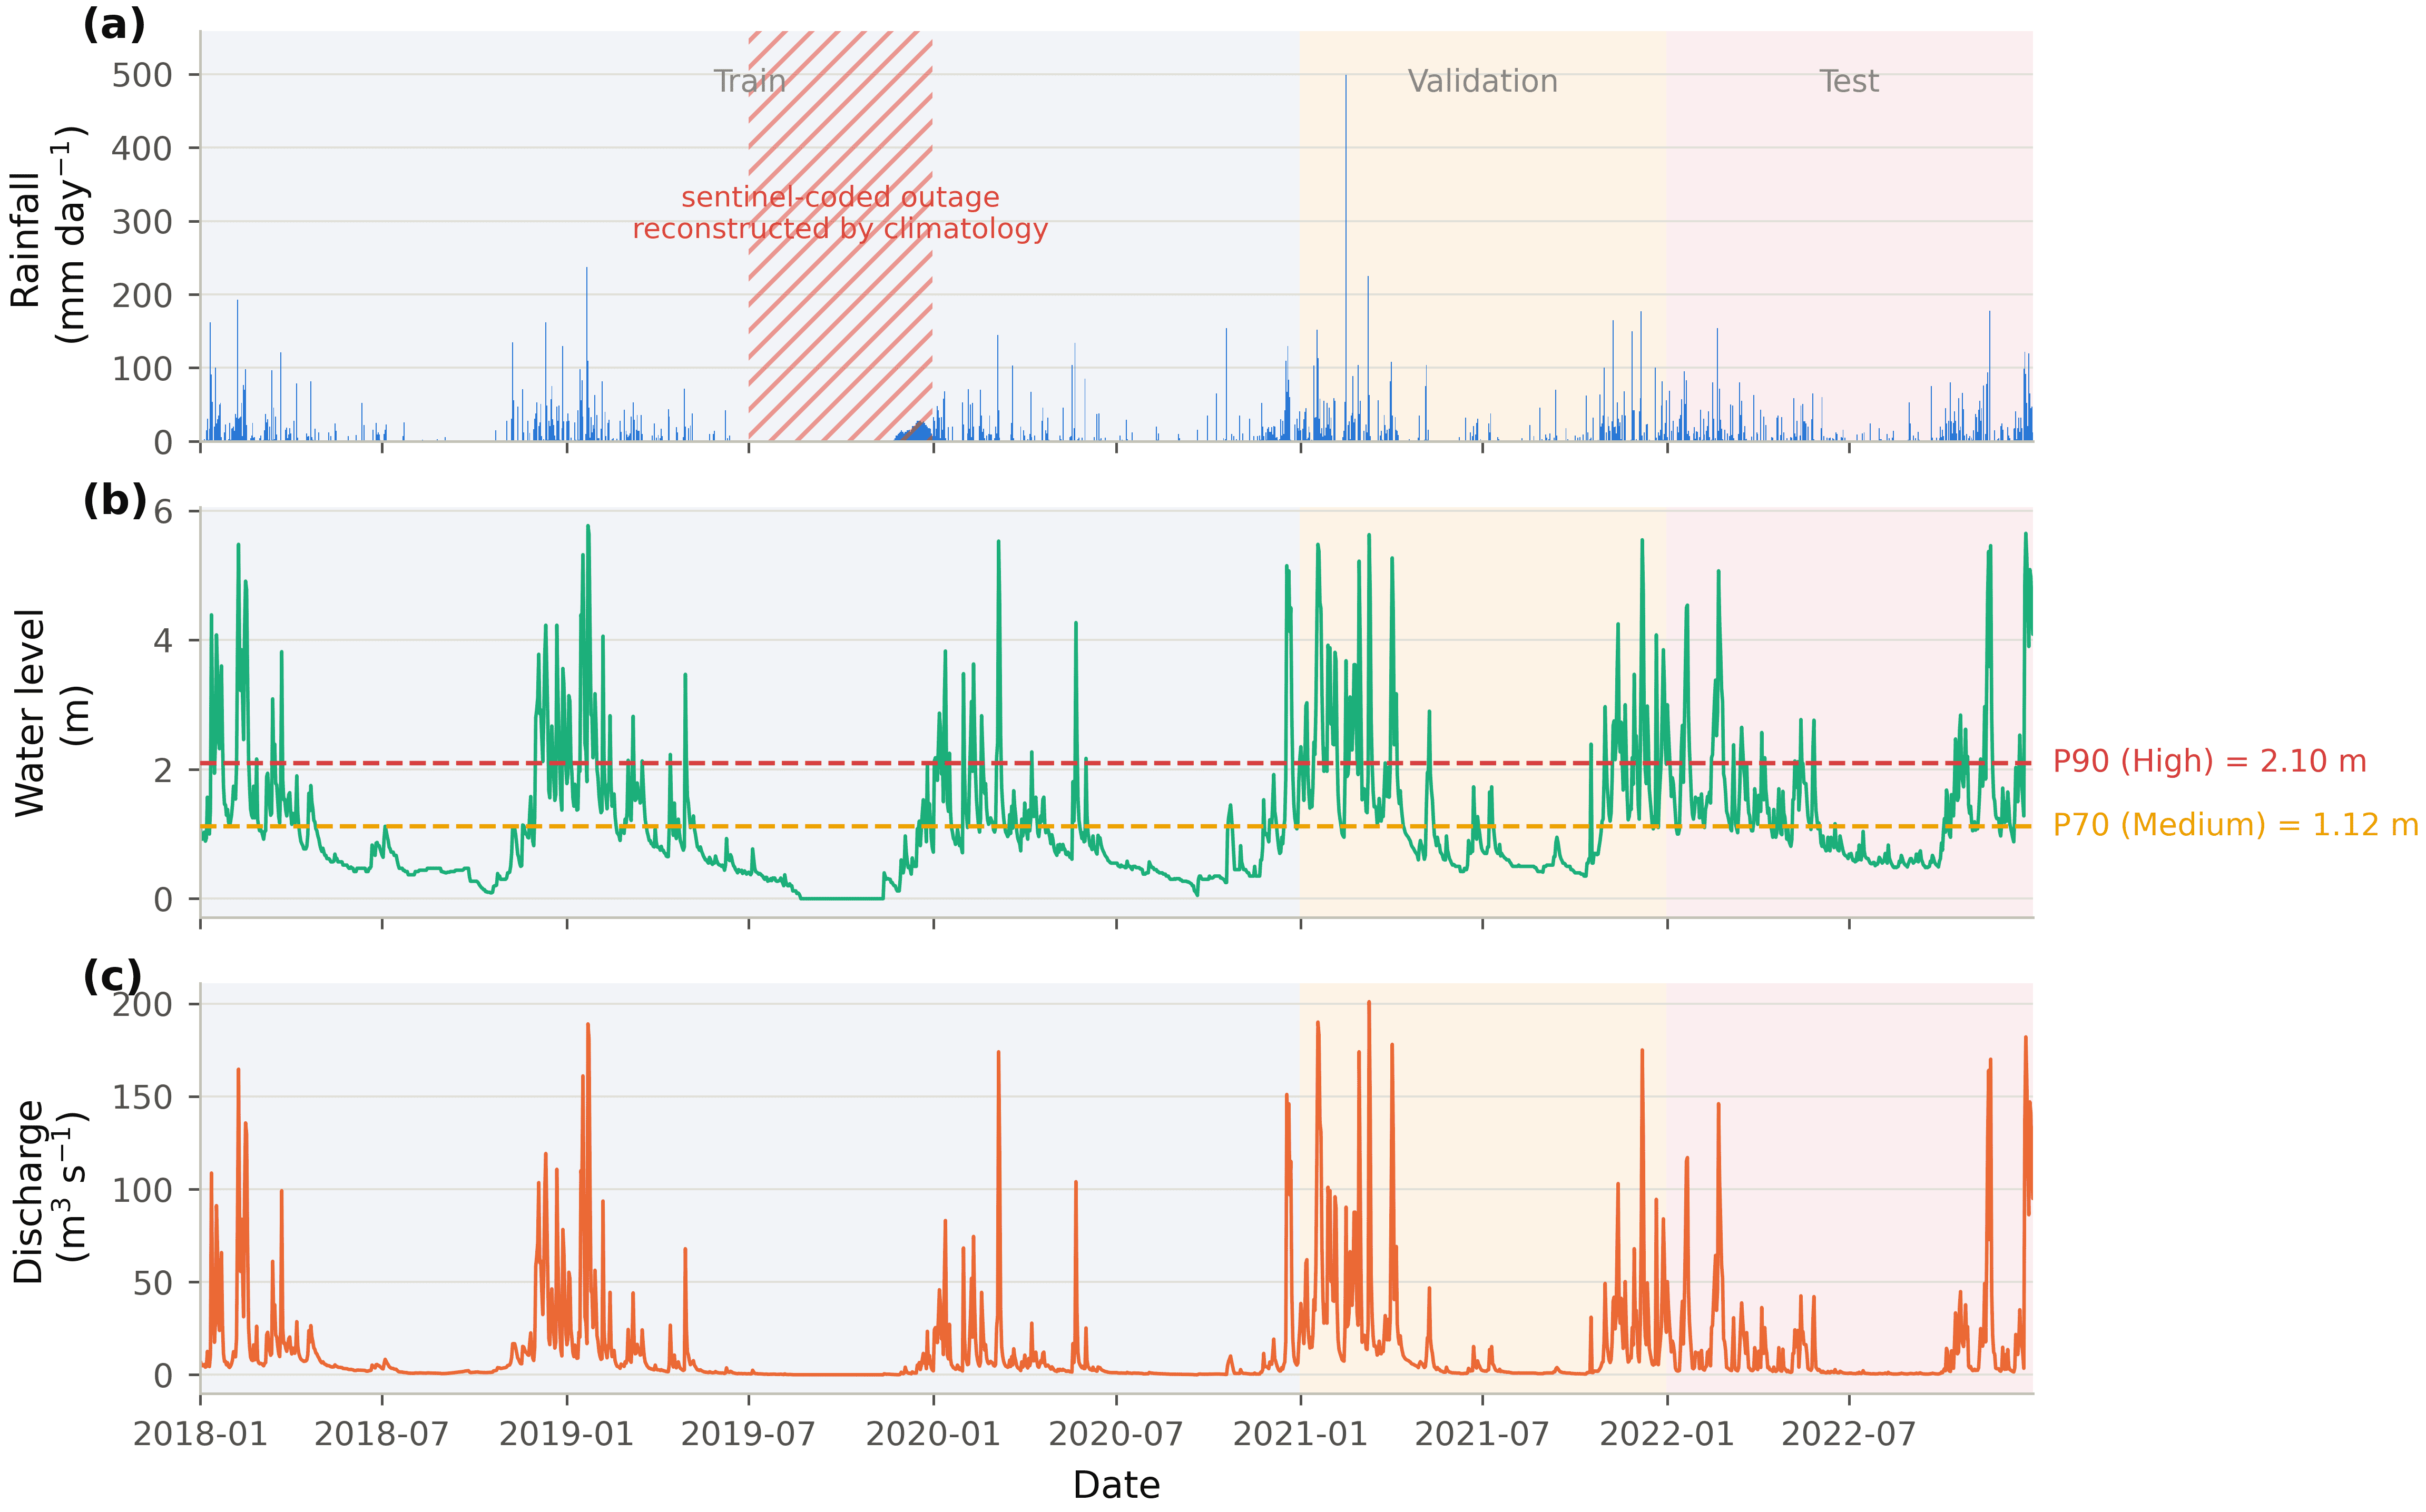 (a)
500
400
300
200
100
0
Rainfall
(mm day⁻¹)
Train
Validation
Test
sentinel-coded outage
reconstructed by climatology
(b)
6
4
2
0
Water level
(m)
P90 (High) = 2.10 m
P70 (Medium) = 1.12 m
(c)
200
150
100
50
0
Discharge
(m³ s⁻¹)
2018-01
2018-07
2019-01
2019-07
2020-01
2020-07
2021-01
2021-07
2022-01
2022-07
Date